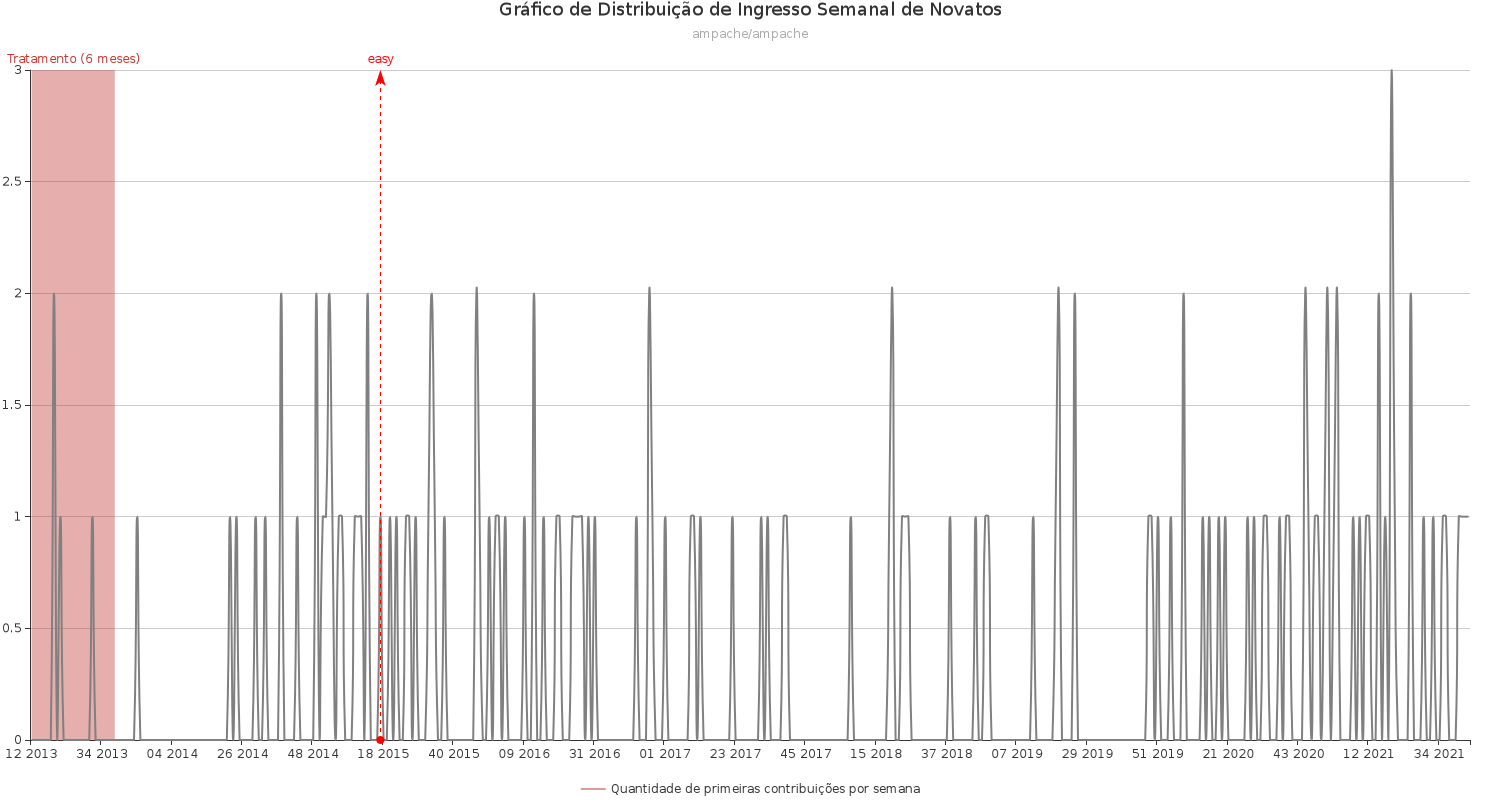 Gráfico de Distribuição de Ingresso Semanal de Novatos
ampache/ampache
Tratamento (6 meses)
easy
3
2.5
2
1.5
1
0.5
0
12 2013 34 2013 04 2014 26 2014 48 2014 18 2015 40 2015 09 2016 31 2016 01 2017 23 2017 45 2017 15 2018 37 2018 07 2019 29 2019 51 2019 21 2020 43 2020 12 2021 34 2021
Quantidade de primeiras contribuições por semana